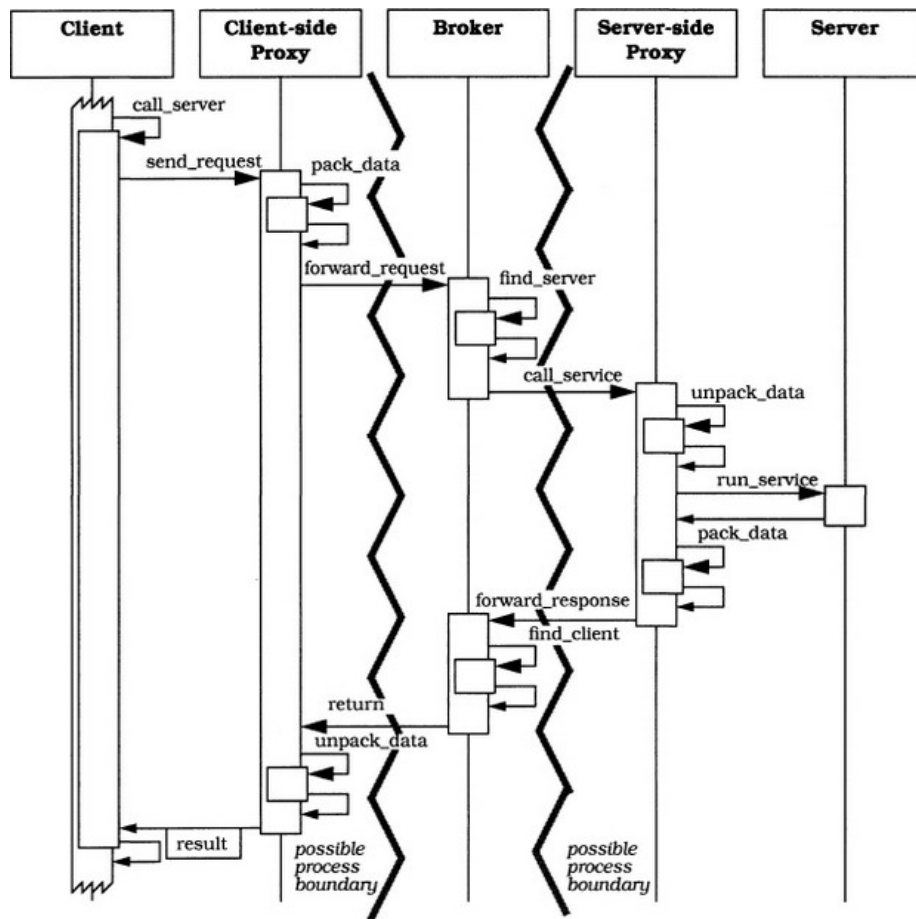 Client
Client-side
Proxy
Broker
Server-side
Proxy
Server
call_server
send_request
pack_data
forward_request
find_server
call_service
unpack_data
run_service
pack_data
forward_response
find_client
return
unpack_data
result
possible
process
boundary
possible
process
boundary